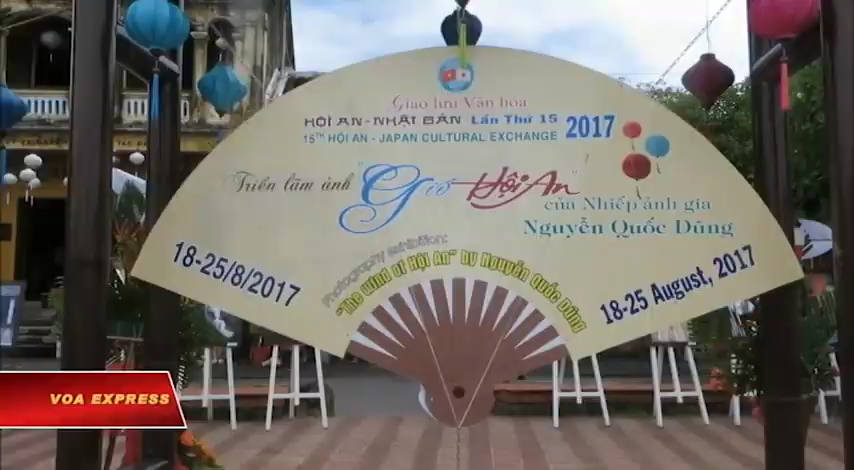 Giao lưu Văn hóa
HỘI AN - NHẬT BẢN Lần Thứ 15
15TH HOI AN - JAPAN CULTURAL EXCHANGE 2017
Triển lãm ảnh "Gió Hội An"
của Nhiếp ảnh gia
Nguyễn Quốc Dũng
18-25/8/2017
Photography exhibition:
"The Wind of Hội An" by Nguyễn Quốc Dũng
18-25 August, 2017
VOA EXPRESS